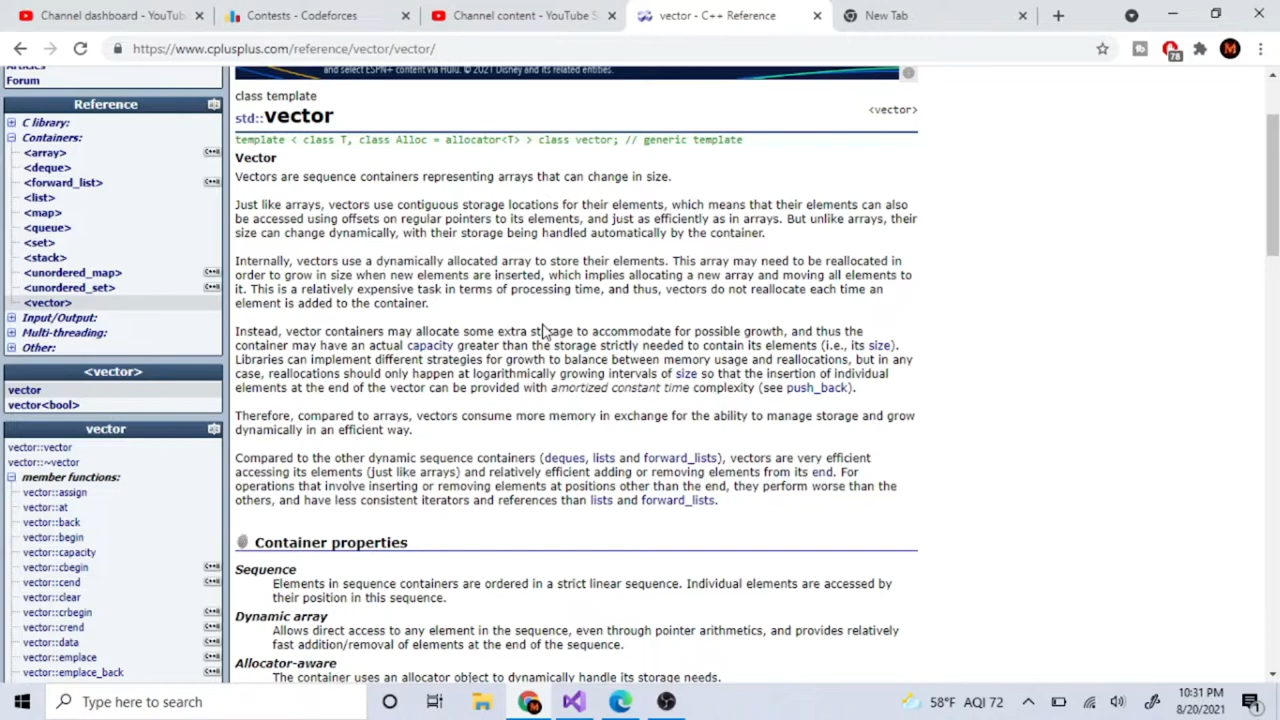 Channel dashboard - YouTub
Contests - Codeforces
Channel content - YouTube S
vector - C++ Reference
New Tab
https://www.cplusplus.com/reference/vector/vector/
M
78
Articles
Forum
Reference
C library:
Containers:
<array>
<deque>
<forward_list>
<list>
<map>
<queue>
<set>
<stack>
<unordered_map>
<unordered_set>
<vector>
Input/Output:
Multi-threading:
Other:
<vector>
vector
vector<bool>
vector
vector::vector
vector::~vector
member functions:
vector::assign
vector::at
vector::back
vector::begin
vector::capacity
vector::cbegin
vector::cend
vector::clear
vector::crbegin
vector::crend
vector::data
vector::emplace
vector::emplace_back
and select ESPN+ content via Hulu. © 2021 Disney and its related entities.
class template
std::vector
<vector>
template < class T, class Alloc = allocator<T> > class vector; // generic template
Vector
Vectors are sequence containers representing arrays that can change in size.
Just like arrays, vectors use contiguous storage locations for their elements, which means that their elements can also
be accessed using offsets on regular pointers to its elements, and just as efficiently as in arrays. But unlike arrays, their
size can change dynamically, with their storage being handled automatically by the container.
Internally, vectors use a dynamically allocated array to store their elements. This array may need to be reallocated in
order to grow in size when new elements are inserted, which implies allocating a new array and moving all elements to
it. This is a relatively expensive task in terms of processing time, and thus, vectors do not reallocate each time an
element is added to the container.
Instead, vector containers may allocate some extra storage to accommodate for possible growth, and thus the
container may have an actual capacity greater than the storage strictly needed to contain its elements (i.e., its size).
Libraries can implement different strategies for growth to balance between memory usage and reallocations, but in any
case, reallocations should only happen at logarithmically growing intervals of size so that the insertion of individual
elements at the end of the vector can be provided with amortized constant time complexity (see push_back).
Therefore, compared to arrays, vectors consume more memory in exchange for the ability to manage storage and grow
dynamically in an efficient way.
Compared to the other dynamic sequence containers (deques, lists and forward_lists), vectors are very efficient
accessing its elements (just like arrays) and relatively efficient adding or removing elements from its end. For
operations that involve inserting or removing elements at positions other than the end, they perform worse than the
others, and have less consistent iterators and references than lists and forward_lists.
Container properties
Sequence
Elements in sequence containers are ordered in a strict linear sequence. Individual elements are accessed by
their position in this sequence.
Dynamic array
Allows direct access to any element in the sequence, even through pointer arithmetics, and provides relatively
fast addition/removal of elements at the end of the sequence.
Allocator-aware
The container uses an allocator object to dynamically handle its storage needs.
Type here to search
58°F AQI 72
10:31 PM
8/20/2021